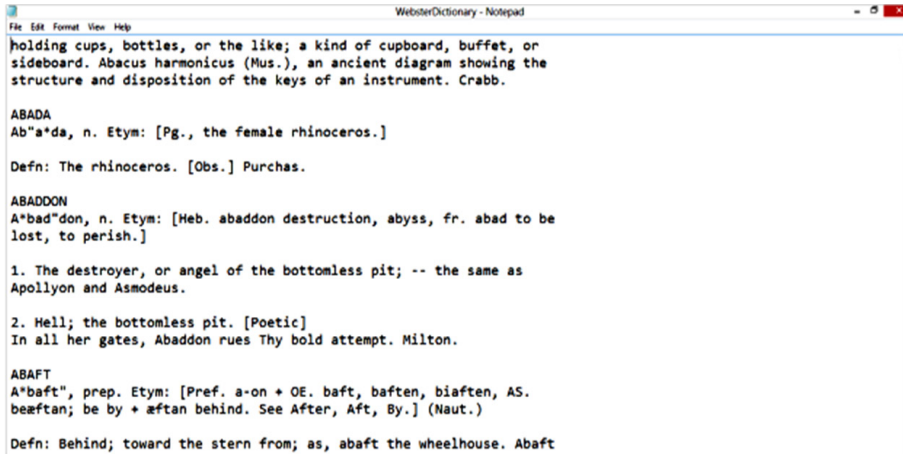 WebsterDictionary - Notepad
File Edit Format View Help
holding cups, bottles, or the like; a kind of cupboard, buffet, or
sideboard. Abacus harmonicus (Mus.), an ancient diagram showing the
structure and disposition of the keys of an instrument. Crabb.
ABADA
Ab"a*da, n. Etym: [Pg., the female rhinoceros.]
Defn: The rhinoceros. [Obs.] Purchas.
ABADDON
A*bad"don, n. Etym: [Heb. abaddon destruction, abyss, fr. abad to be
lost, to perish.]
1. The destroyer, or angel of the bottomless pit; -- the same as
Apollyon and Asmodeus.
2. Hell; the bottomless pit. [Poetic]
In all her gates, Abaddon rues Thy bold attempt. Milton.
ABAFT
A*baft", prep. Etym: [Pref. a-on + OE. baft, baften, biaften, AS.
beæftan; be by + æftan behind. See After, Aft, By.] (Naut.)
Defn: Behind; toward the stern from; as, abaft the wheelhouse. Abaft